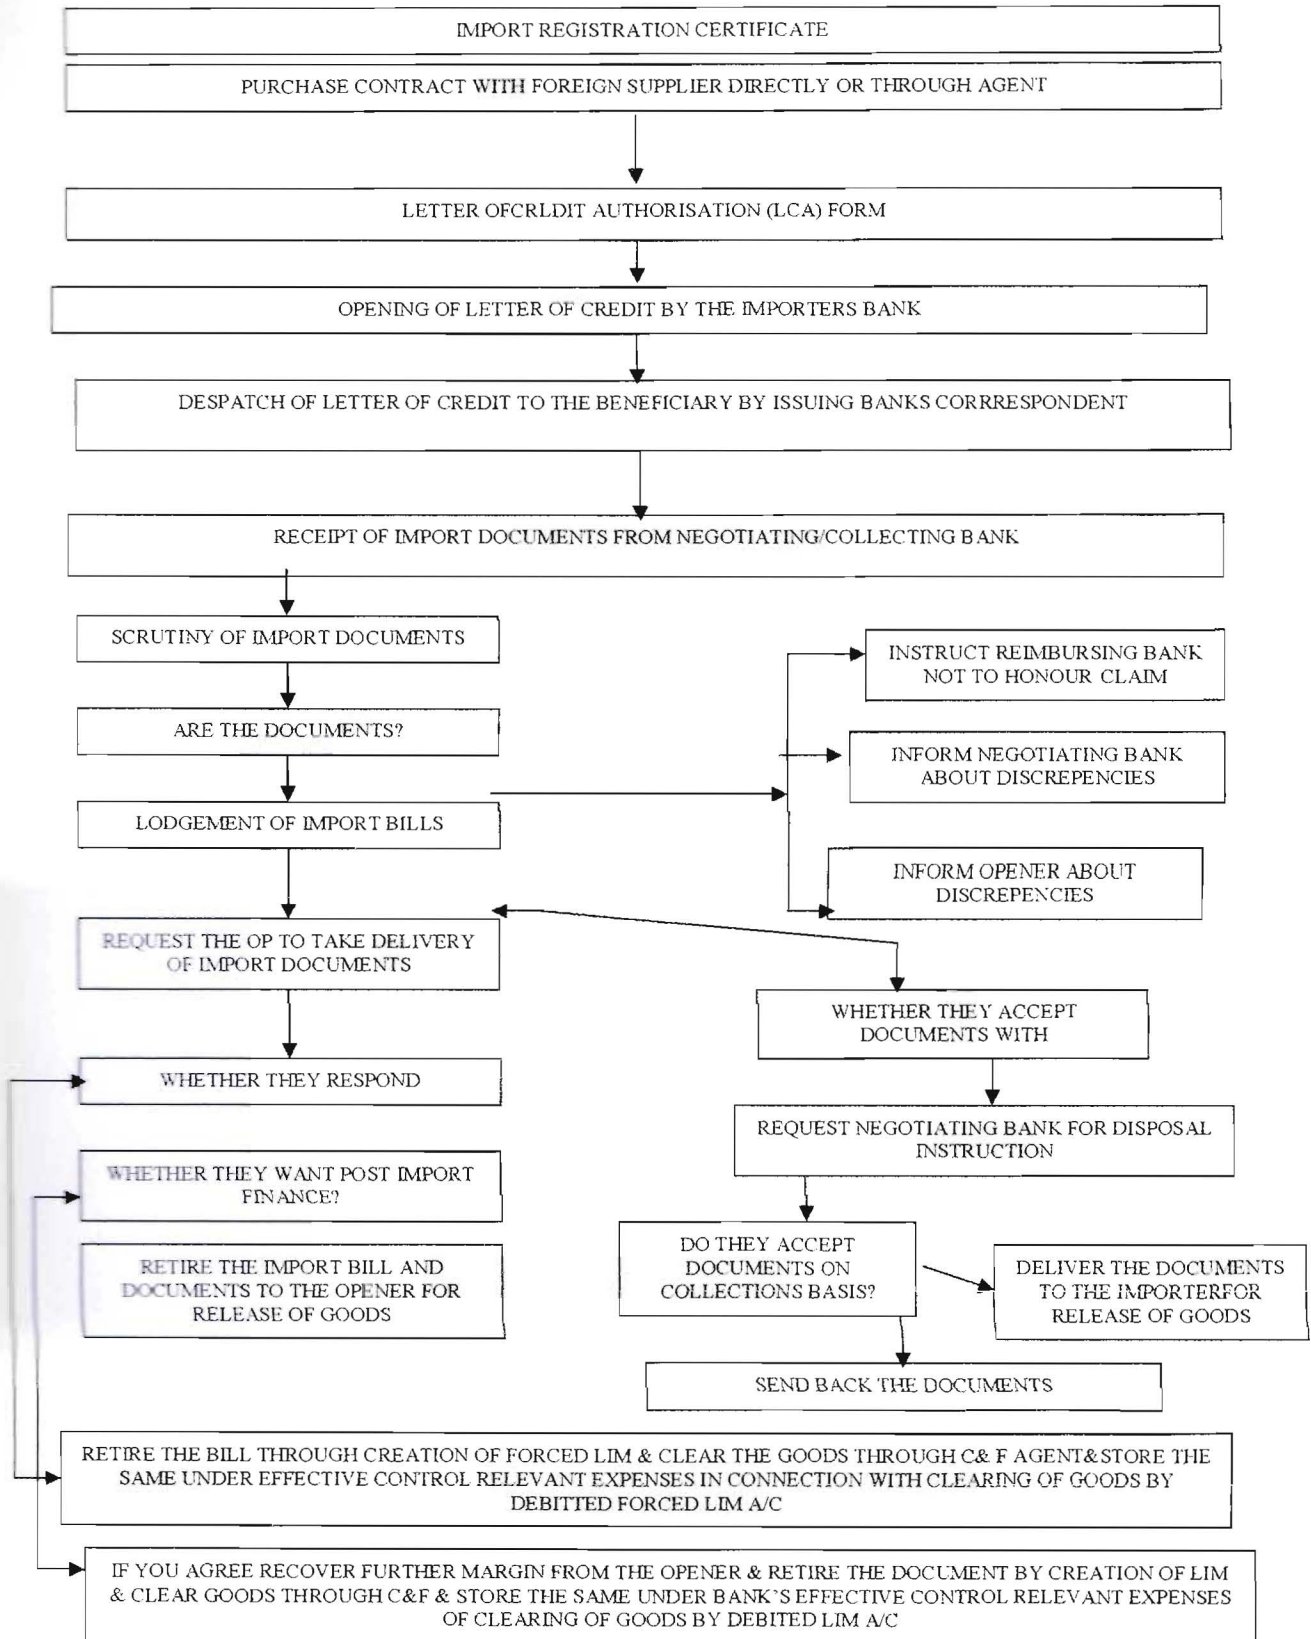 IMPORT REGISTRATION CERTIFICATE
PURCHASE CONTRACT WITH FOREIGN SUPPLIER DIRECTLY OR THROUGH AGENT
LETTER OFCRLDIT AUTHORISATION (LCA) FORM
OPENING OF LETTER OF CREDIT BY THE IMPORTERS BANK
DESPATCH OF LETTER OF CREDIT TO THE BENEFICIARY BY ISSUING BANKS CORRRESPONDENT
RECEIPT OF IMPORT DOCUMENTS FROM NEGOTIATING/COLLECTING BANK
SCRUTINY OF IMPORT DOCUMENTS
ARE THE DOCUMENTS?
LODGEMENT OF IMPORT BILLS
REQUEST THE OP TO TAKE DELIVERY
OF IMPORT DOCUMENTS
WHETHER THEY RESPOND
WHETHER THEY WANT POST IMPORT
FINANCE?
RETIRE THE IMPORT BILL AND
DOCUMENTS TO THE OPENER FOR
RELEASE OF GOODS
INSTRUCT REIMBURSING BANK
NOT TO HONOUR CLAIM
INFORM NEGOTIATING BANK
ABOUT DISCREPENCIES
INFORM OPENER ABOUT
DISCREPENCIES
WHETHER THEY ACCEPT
DOCUMENTS WITH
REQUEST NEGOTIATING BANK FOR DISPOSAL
INSTRUCTION
DO THEY ACCEPT
DOCUMENTS ON
COLLECTIONS BASIS?
DELIVER THE DOCUMENTS
TO THE IMPORTERFOR
RELEASE OF GOODS
SEND BACK THE DOCUMENTS
RETIRE THE BILL THROUGH CREATION OF FORCED LIM & CLEAR THE GOODS THROUGH C& F AGENT&STORE THE
SAME UNDER EFFECTIVE CONTROL RELEVANT EXPENSES IN CONNECTION WITH CLEARING OF GOODS BY
DEBITTED FORCED LIM A/C
IF YOU AGREE RECOVER FURTHER MARGIN FROM THE OPENER & RETIRE THE DOCUMENT BY CREATION OF LIM
& CLEAR GOODS THROUGH C&F & STORE THE SAME UNDER BANK'S EFFECTIVE CONTROL RELEVANT EXPENSES
OF CLEARING OF GOODS BY DEBITED LIM A/C